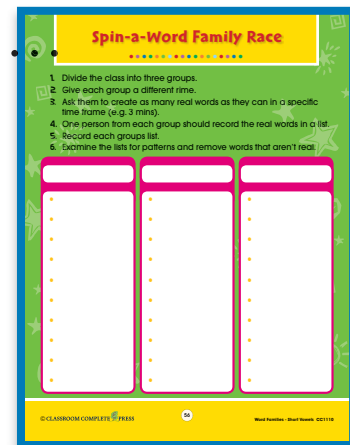 Spin-a-Word Family Race
1. Divide the class into three groups.
2. Give each group a different rime.
3. Ask them to create as many real words as they can in a specific
time frame (e.g. 3 mins).
4. One person from each group should record the real words in a list.
5. Record each groups list.
6. Examine the lists for patterns and remove words that aren't real.
© CLASSROOM COMPLETE PRESS
56
Word Families - Short Vowels CC1110